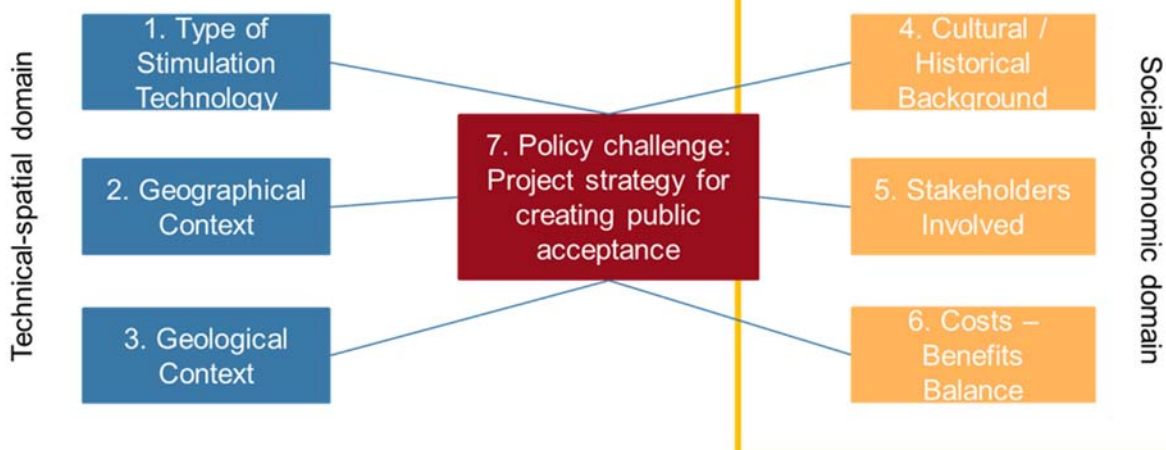 Technical-spatial domain
1. Type of
Stimulation
Technology
2. Geographical
Context
3. Geological
Context
7. Policy challenge:
Project strategy for
creating public
acceptance
4. Cultural /
Historical
Background
5. Stakeholders
Involved
6. Costs –
Benefits
Balance
Social-economic domain